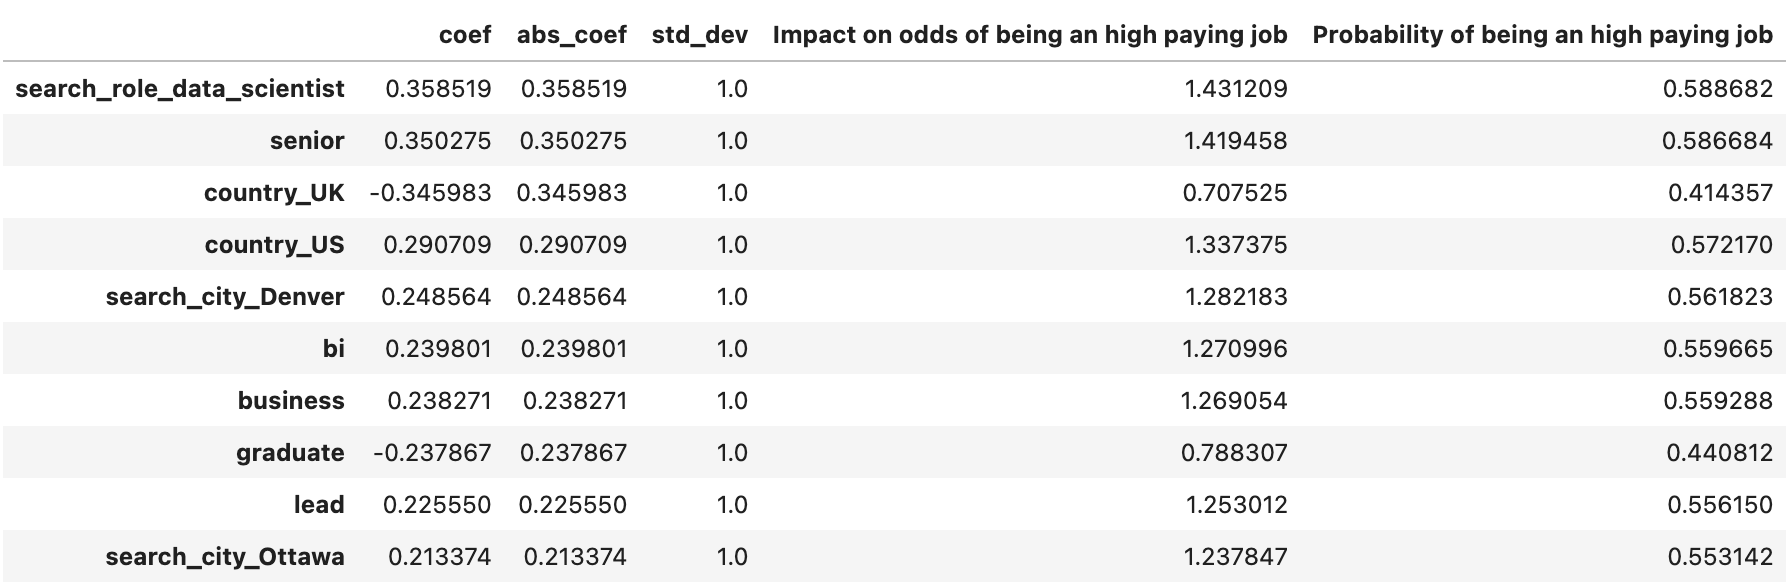 coef abs_coef std_dev Impact on odds of being an high paying job Probability of being an high paying job
search_role_data_scientist 0.358519 0.358519 1.0 1.431209 0.588682
senior 0.350275 0.350275 1.0 1.419458 0.586684
country_UK -0.345983 0.345983 1.0 0.707525 0.414357
country_US 0.290709 0.290709 1.0 1.337375 0.572170
search_city_Denver 0.248564 0.248564 1.0 1.282183 0.561823
bi 0.239801 0.239801 1.0 1.270996 0.559665
business 0.238271 0.238271 1.0 1.269054 0.559288
graduate -0.237867 0.237867 1.0 0.788307 0.440812
lead 0.225550 0.225550 1.0 1.253012 0.556150
search_city_Ottawa 0.213374 0.213374 1.0 1.237847 0.553142